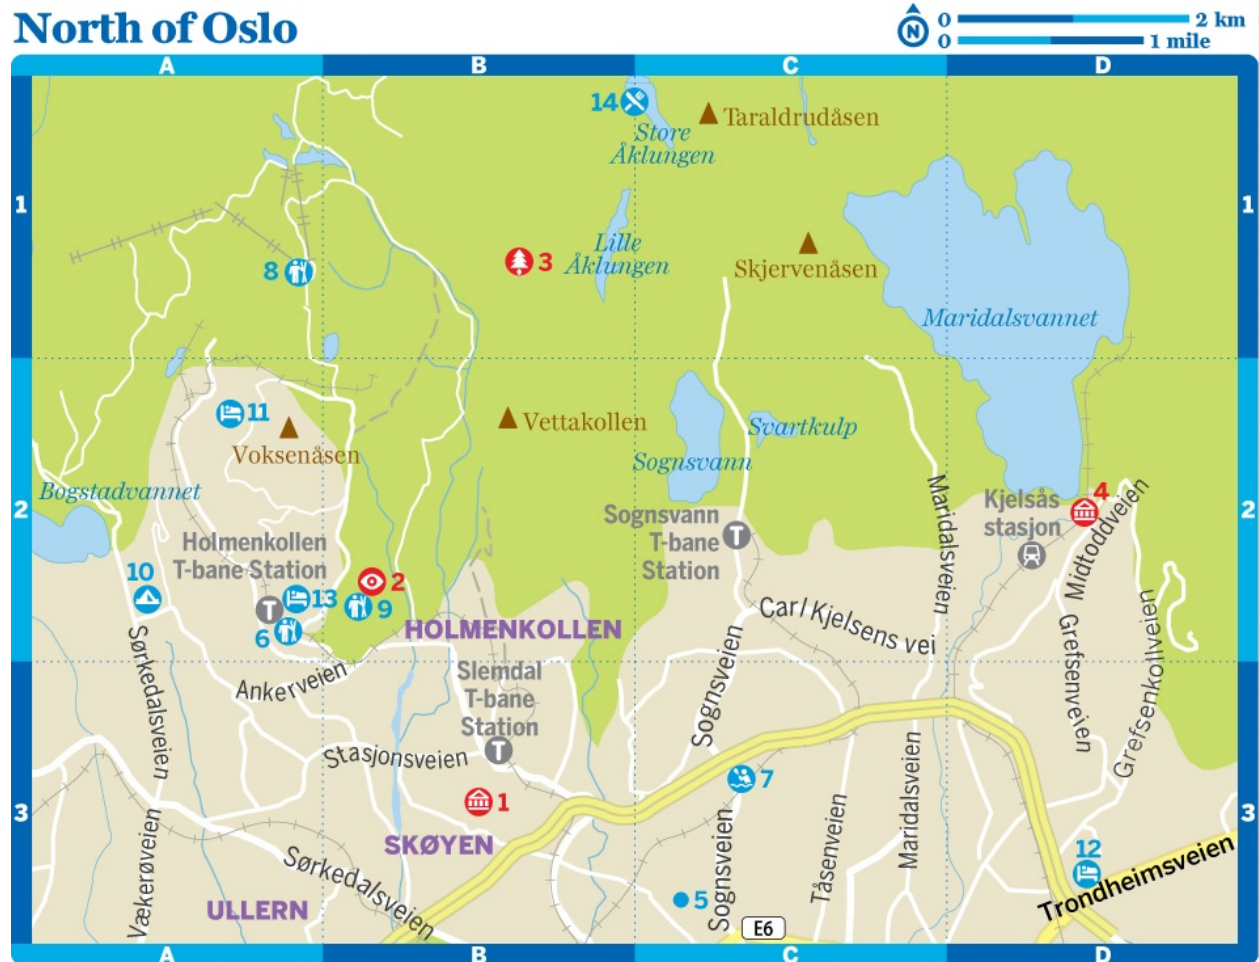 North of Oslo
N
0 2 km
0 1 mile
A B C D
1 1
14
Taraldrudåsen
Store
Åklungen
8
3
Lille
Åklungen
Skjervenåsen
Maridalsvannet
11
Voksenåsen
Vettakollen
Svartkulp
Sognsvann
Bogstadvannet
2 2
Holmenkollen
T-bane Station
T
10
13
6
2
9
HOLMENKOLLEN
Sognsvann
T-bane
Station
T
Maridalsveien
Kjelsås
stasjon
4
Midtoddveien
Carl Kjelsens vei
Grefsenveien
Grefsenkollveien
Sørkedalsveien
Ankerveien
Slemdal
T-bane
Station
T
Sognsveien
Stasjonsveien
7
Maridalsveien
3 3
1
SKØYEN
Vækerøveien
Sørkedalsveien
ULLERN
5
Sognsveien
Tåsenveien
12
Trondheimsveien
E6
A B C D